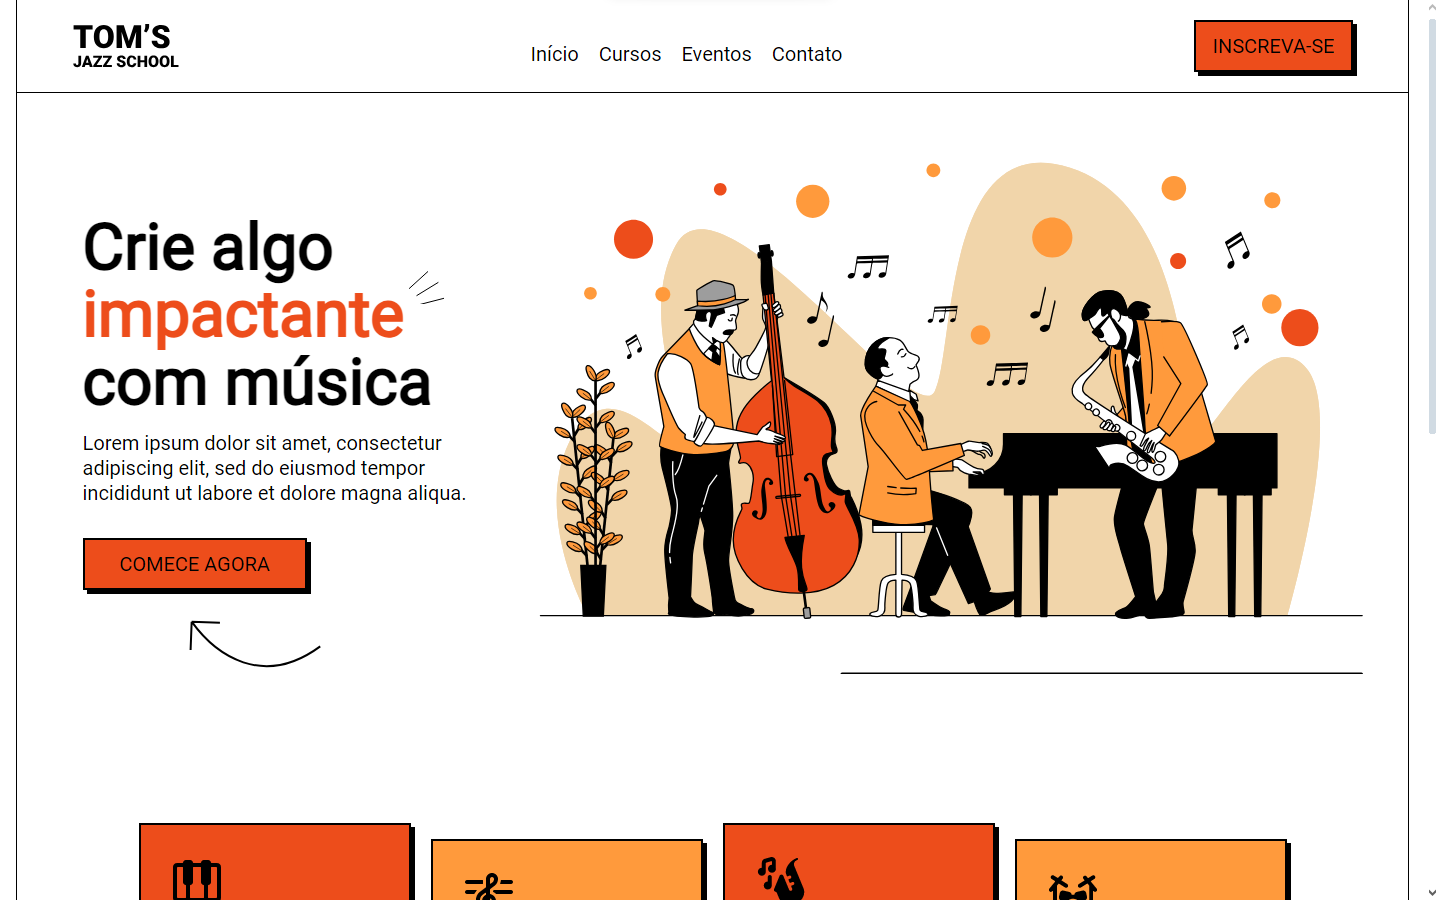 TOM’S
JAZZ SCHOOL
Início Cursos Eventos Contato
INSCREVA-SE
Crie algo
impactante
com música
Lorem ipsum dolor sit amet, consectetur
adipiscing elit, sed do eiusmod tempor
incididunt ut labore et dolore magna aliqua.
COMECE AGORA